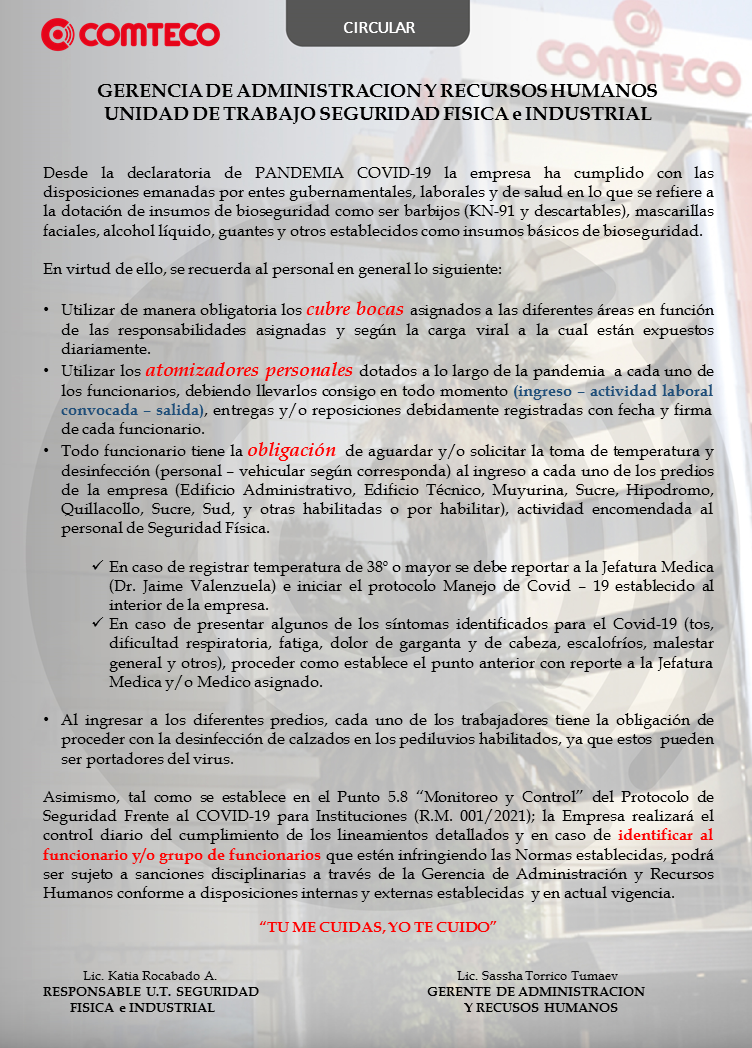 COMTECO
CIRCULAR
COMTECO
GERENCIA DE ADMINISTRACION Y RECURSOS HUMANOS
UNIDAD DE TRABAJO SEGURIDAD FISICA e INDUSTRIAL
Desde la declaratoria de PANDEMIA COVID-19 la empresa ha cumplido con las
disposiciones emanadas por entes gubernamentales, laborales y de salud en lo que se refiere a
la dotación de insumos de bioseguridad como ser barbijos (KN-91 y descartables), mascarillas
faciales, alcohol líquido, guantes y otros establecidos como insumos básicos de bioseguridad.
En virtud de ello, se recuerda al personal en general lo siguiente:
• Utilizar de manera obligatoria los cubre bocas asignados a las diferentes áreas en función
de las responsabilidades asignadas y según la carga viral a la cual están expuestos
diariamente.
• Utilizar los atomizadores personales dotados a lo largo de la pandemia a cada uno de
los funcionarios, debiendo llevarlos consigo en todo momento (ingreso – actividad laboral
convocada – salida), entregas y/o reposiciones debidamente registradas con fecha y firma
de cada funcionario.
• Todo funcionario tiene la obligación de aguardar y/o solicitar la toma de temperatura y
desinfección (personal – vehicular según corresponda) al ingreso a cada uno de los predios
de la empresa (Edificio Administrativo, Edificio Técnico, Muyurina, Sucre, Hipodromo,
Quillacollo, Sucre, Sud, y otras habilitadas o por habilitar), actividad encomendada al
personal de Seguridad Física.
✓ En caso de registrar temperatura de 38º o mayor se debe reportar a la Jefatura Medica
(Dr. Jaime Valenzuela) e iniciar el protocolo Manejo de Covid – 19 establecido al
interior de la empresa.
✓ En caso de presentar algunos de los síntomas identificados para el Covid-19 (tos,
dificultad respiratoria, fatiga, dolor de garganta y de cabeza, escalofríos, malestar
general y otros), proceder como establece el punto anterior con reporte a la Jefatura
Medica y/o Medico asignado.
• Al ingresar a los diferentes predios, cada uno de los trabajadores tiene la obligación de
proceder con la desinfección de calzados en los pediluvios habilitados, ya que estos pueden
ser portadores del virus.
Asimismo, tal como se establece en el Punto 5.8 “Monitoreo y Control” del Protocolo de
Seguridad Frente al COVID-19 para Instituciones (R.M. 001/2021); la Empresa realizará el
control diario del cumplimiento de los lineamientos detallados y en caso de identificar al
funcionario y/o grupo de funcionarios que estén infringiendo las Normas establecidas, podrá
ser sujeto a sanciones disciplinarias a través de la Gerencia de Administración y Recursos
Humanos conforme a disposiciones internas y externas establecidas y en actual vigencia.
“TU ME CUIDAS, YO TE CUIDO”
Lic. Katia Rocabado A.
RESPONSABLE U.T. SEGURIDAD
FISICA e INDUSTRIAL
Lic. Sassha Torrico Tumaev
GERENTE DE ADMINISTRACION
Y RECUSOS HUMANOS